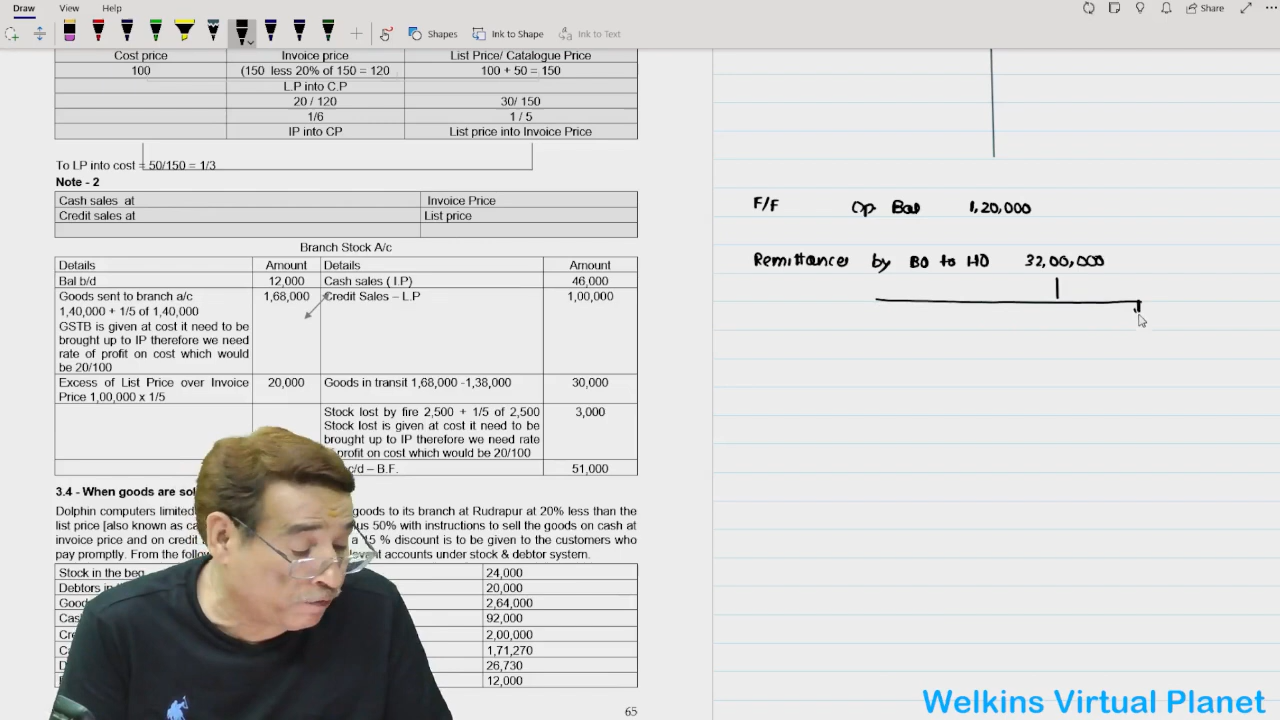 Draw View Help
Share
Shapes Ink to Shape Ink to Text
Cost price Invoice price List Price/ Catalogue Price
100 (150 less 20% of 150 = 120 100 + 50 = 150
L.P into C.P
20 / 120 30/ 150
1/6 1 / 5
IP into CP List price into Invoice Price
To LP into cost = 50/150 = 1/3
Note - 2
Cash sales at Invoice Price
Credit sales at List price
Branch Stock A/c
Details Amount Details Amount
Bal b/d 12,000 Cash sales ( I.P) 46,000
Goods sent to branch a/c 1,68,000 Credit Sales – L.P 1,00,000
1,40,000 + 1/5 of 1,40,000
GSTB is given at cost it need to be
brought up to IP therefore we need
rate of profit on cost which would
be 20/100
Excess of List Price over Invoice 20,000 Goods in transit 1,68,000 -1,38,000 30,000
Price 1,00,000 x 1/5
Stock lost by fire 2,500 + 1/5 of 2,500 3,000
Stock lost is given at cost it need to be
brought up to IP therefore we need rate
profit on cost which would be 20/100
c/d – B.F. 51,000
3.4 - When goods are
Dolphin computers limited goods to its branch at Rudrapur at 20% less than the
list price [also known as 50% with instructions to sell the goods on cash at
invoice price and on credit a 15 % discount is to be given to the customers who
pay promptly. From the accounts under stock & debtor system.
Stock in the beg 24,000
Debtors in 20,000
2,64,000
92,000
2,00,000
1,71,270
26,730
12,000
65
F/F Op Bal 1,20,000
Remittances by BO to HO 32,00,000
Welkins Virtual Planet